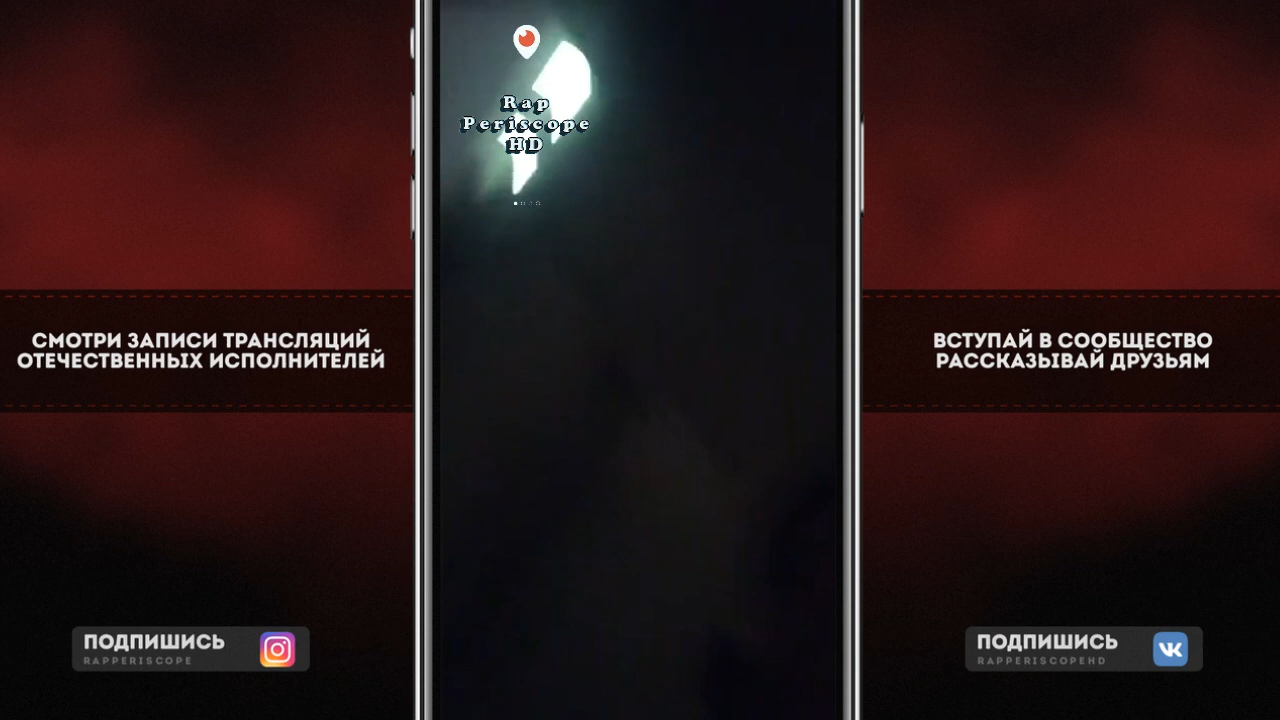 Rap
Periscope
HD
СМОТРИ ЗАПИСИ ТРАНСЛЯЦИЙ
ОТЕЧЕСТВЕННЫХ ИСПОЛНИТЕЛЕЙ
ВСТУПАЙ В СООБЩЕСТВО
РАССКАЗЫВАЙ ДРУЗЬЯМ
ПОДПИШИСЬ
RAPPERISCOPE
ПОДПИШИСЬ
RAPPERISCOPEHD